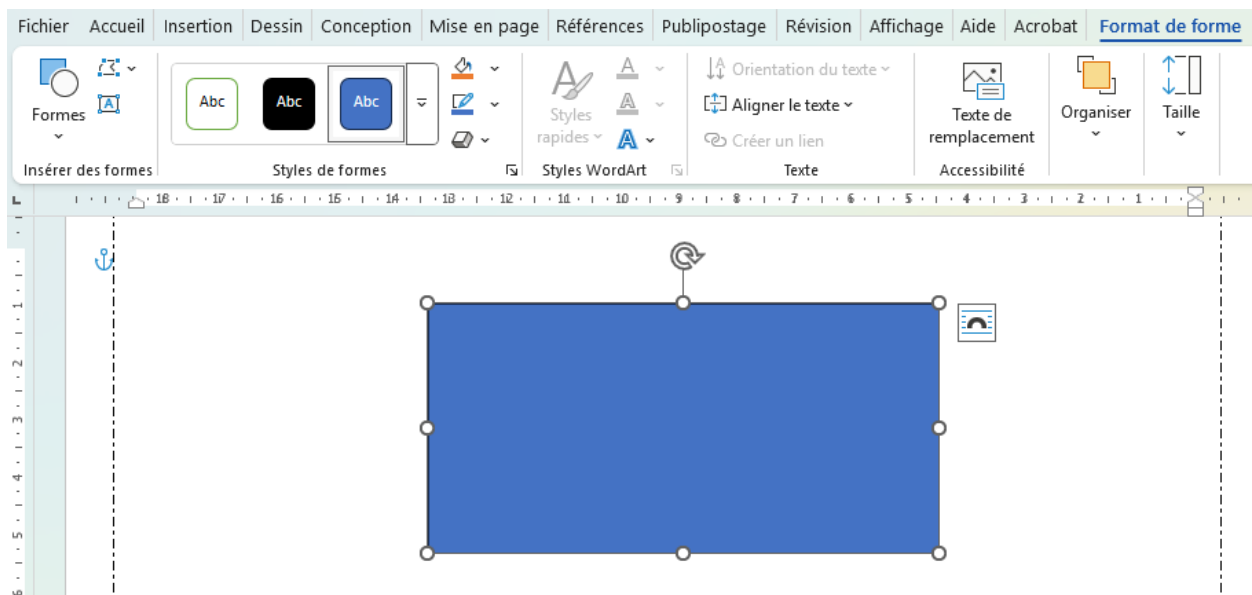 Fichier Accueil Insertion Dessin Conception Mise en page Références Publipostage Révision Affichage Aide Acrobat Format de forme
Formes
Abc Abc Abc
Styles
rapides
Orientation du texte
Aligner le texte
Créer un lien
Texte de
remplacement
Organiser
Taille
Insérer des formes Styles de formes Styles WordArt Texte Accessibilité
18 17 16 15 14 13 12 11 10 9 8 7 6 5 4 3 2 1
1
2
3
4
5
6